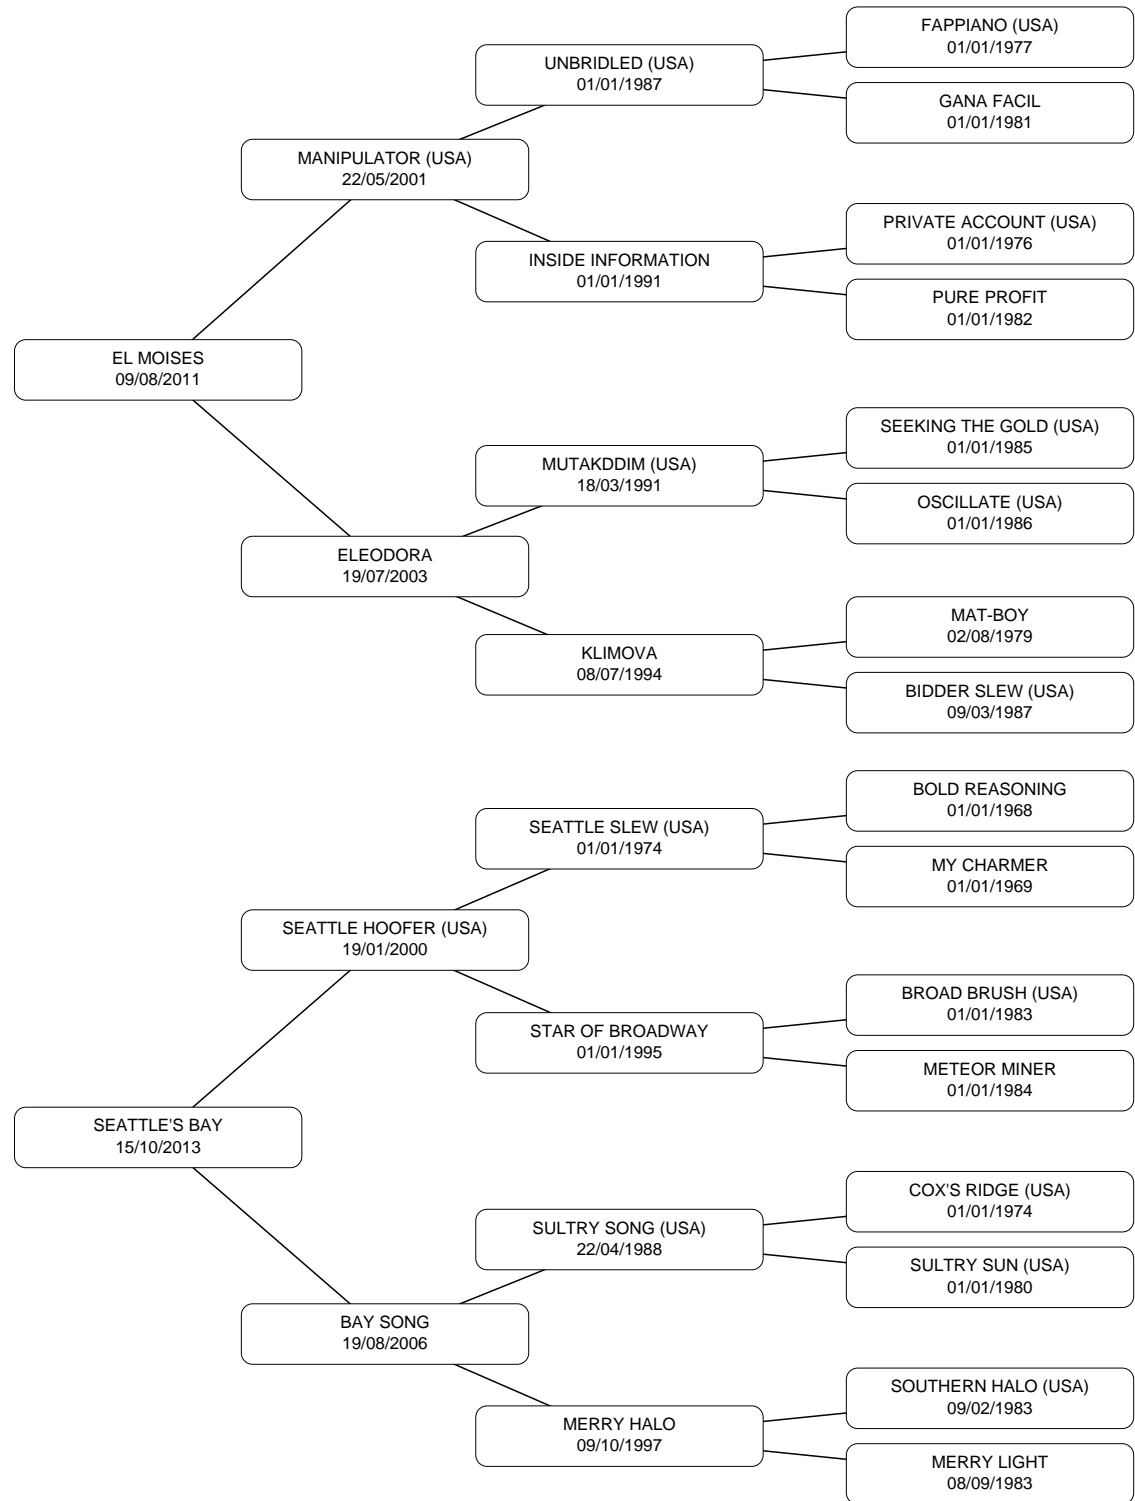 FAPPIANO (USA)
01/01/1977
UNBRIDLED (USA)
01/01/1987
GANA FACIL
01/01/1981
MANIPULATOR (USA)
22/05/2001
PRIVATE ACCOUNT (USA)
01/01/1976
INSIDE INFORMATION
01/01/1991
PURE PROFIT
01/01/1982
EL MOISES
09/08/2011
SEEKING THE GOLD (USA)
01/01/1985
MUTAKDDIM (USA)
18/03/1991
OSCILLATE (USA)
01/01/1986
ELEODORA
19/07/2003
MAT-BOY
02/08/1979
KLIMOVA
08/07/1994
BIDDER SLEW (USA)
09/03/1987
BOLD REASONING
01/01/1968
SEATTLE SLEW (USA)
01/01/1974
MY CHARMER
01/01/1969
SEATTLE HOOFER (USA)
19/01/2000
BROAD BRUSH (USA)
01/01/1983
STAR OF BROADWAY
01/01/1995
METEOR MINER
01/01/1984
SEATTLE'S BAY
15/10/2013
COX'S RIDGE (USA)
01/01/1974
SULTRY SONG (USA)
22/04/1988
SULTRY SUN (USA)
01/01/1980
BAY SONG
19/08/2006
SOUTHERN HALO (USA)
09/02/1983
MERRY HALO
09/10/1997
MERRY LIGHT
08/09/1983